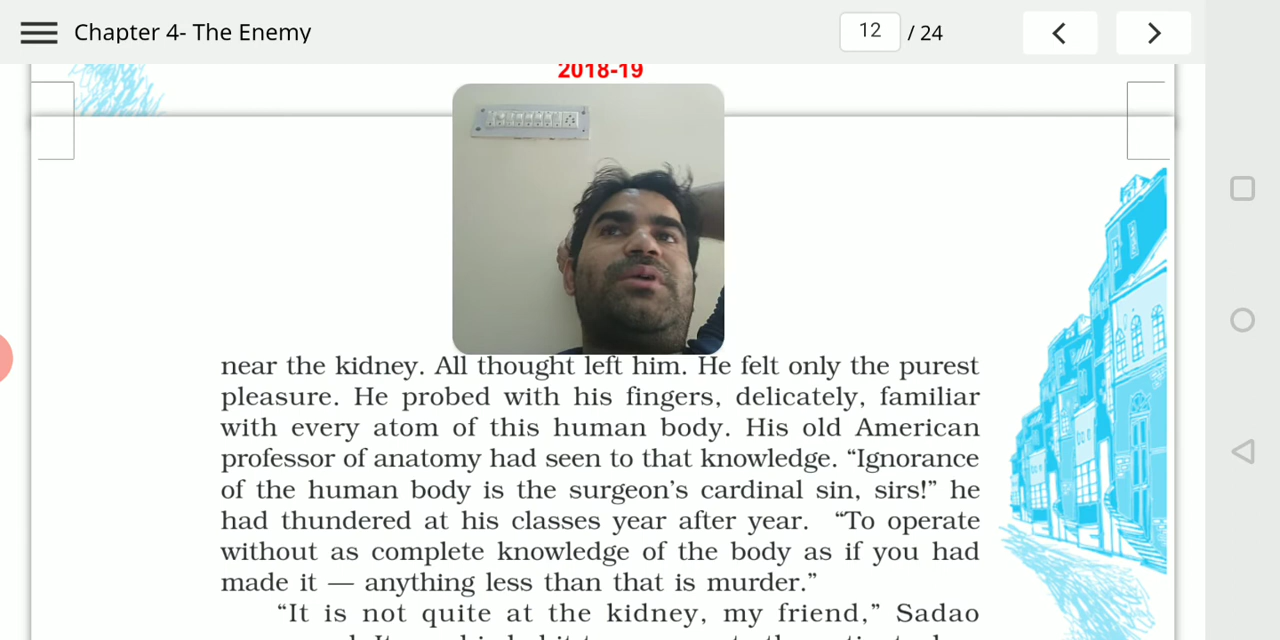 Chapter 4- The Enemy
12 / 24
2018-19
near the kidney. All thought left him. He felt only the purest
pleasure. He probed with his fingers, delicately, familiar
with every atom of this human body. His old American
professor of anatomy had seen to that knowledge. “Ignorance
of the human body is the surgeon’s cardinal sin, sirs!” he
had thundered at his classes year after year. “To operate
without as complete knowledge of the body as if you had
made it — anything less than that is murder.”
“It is not quite at the kidney, my friend,” Sadao